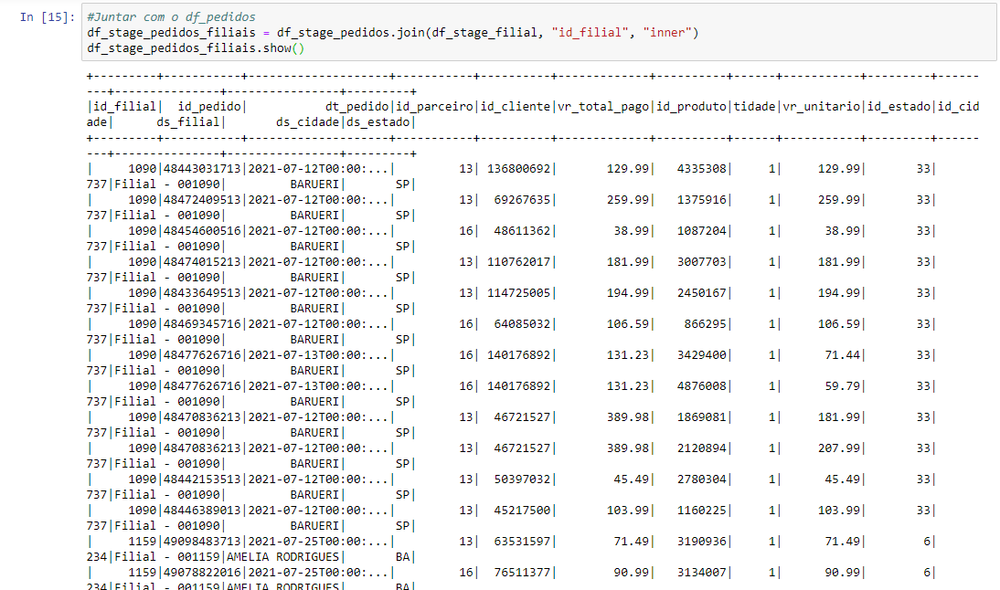 In [15]: #Juntar com o df_pedidos
df_stage_pedidos_filiais = df_stage_pedidos.join(df_stage_filial, "id_filial", "inner")
df_stage_pedidos_filiais.show()
+---------+-----------+--------------------+-----------+----------+-------------+----------+------+-----------+---------+------
---+----------------+----------------+---------+
|id_filial|  id_pedido|           dt_pedido|id_parceiro|id_cliente|vr_total_pago|id_produto|tidade|vr_unitario|id_estado|id_cid
ade|       ds_filial|       ds_cidade|ds_estado|
+---------+-----------+--------------------+-----------+----------+-------------+----------+------+-----------+---------+------
---+----------------+----------------+---------+
|     1090|48443031713|2021-07-12T00:00:...|         13| 136800692|       129.99|   4335308|     1|     129.99|       33|
737|Filial - 001090|         BARUERI|       SP|
|     1090|48472409513|2021-07-12T00:00:...|         13|  69267635|       259.99|   1375916|     1|     259.99|       33|
737|Filial - 001090|         BARUERI|       SP|
|     1090|48454600516|2021-07-12T00:00:...|         16|  48611362|        38.99|   1087204|     1|      38.99|       33|
737|Filial - 001090|         BARUERI|       SP|
|     1090|48474015213|2021-07-12T00:00:...|         13| 110762017|       181.99|   3007703|     1|     181.99|       33|
737|Filial - 001090|         BARUERI|       SP|
|     1090|48433649513|2021-07-12T00:00:...|         13| 114725005|       194.99|   2450167|     1|     194.99|       33|
737|Filial - 001090|         BARUERI|       SP|
|     1090|48469345716|2021-07-12T00:00:...|         16|  64085032|       106.59|    866295|     1|     106.59|       33|
737|Filial - 001090|         BARUERI|       SP|
|     1090|48477626716|2021-07-13T00:00:...|         16| 140176892|       131.23|   3429400|     1|      71.44|       33|
737|Filial - 001090|         BARUERI|       SP|
|     1090|48477626716|2021-07-13T00:00:...|         16| 140176892|       131.23|   4876008|     1|      59.79|       33|
737|Filial - 001090|         BARUERI|       SP|
|     1090|48470836213|2021-07-12T00:00:...|         13|  46721527|       389.98|   1869081|     1|     181.99|       33|
737|Filial - 001090|         BARUERI|       SP|
|     1090|48470836213|2021-07-12T00:00:...|         13|  46721527|       389.98|   2120894|     1|     207.99|       33|
737|Filial - 001090|         BARUERI|       SP|
|     1090|48442153513|2021-07-12T00:00:...|         13|  50397032|        45.49|   2780304|     1|      45.49|       33|
737|Filial - 001090|         BARUERI|       SP|
|     1090|48446389013|2021-07-12T00:00:...|         13|  45217500|       103.99|   1160225|     1|     103.99|       33|
737|Filial - 001090|         BARUERI|       SP|
|     1159|49098483713|2021-07-25T00:00:...|         13|  63531597|        71.49|   3190936|     1|      71.49|        6|
234|Filial - 001159|AMELIA RODRIGUES|       BA|
|     1159|49078822016|2021-07-25T00:00:...|         16|  76511377|        90.99|   3134007|     1|      90.99|        6|
234|Filial - 001159|AMELIA RODRIGUES|       BA|